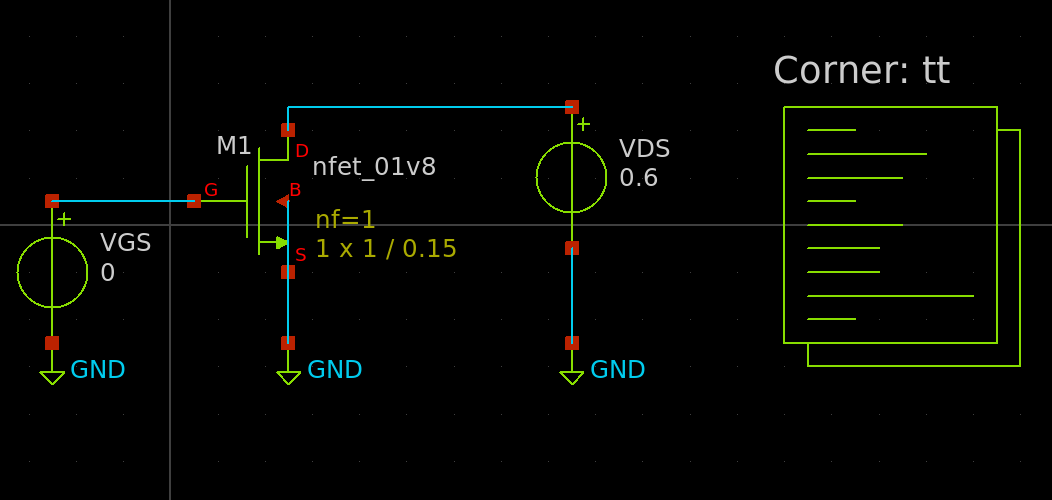 Corner: tt
M1
D
nfet_01v8
VDS
0.6
G
B
nf=1
1 x 1 / 0.15
S
VGS
0
GND
GND
GND